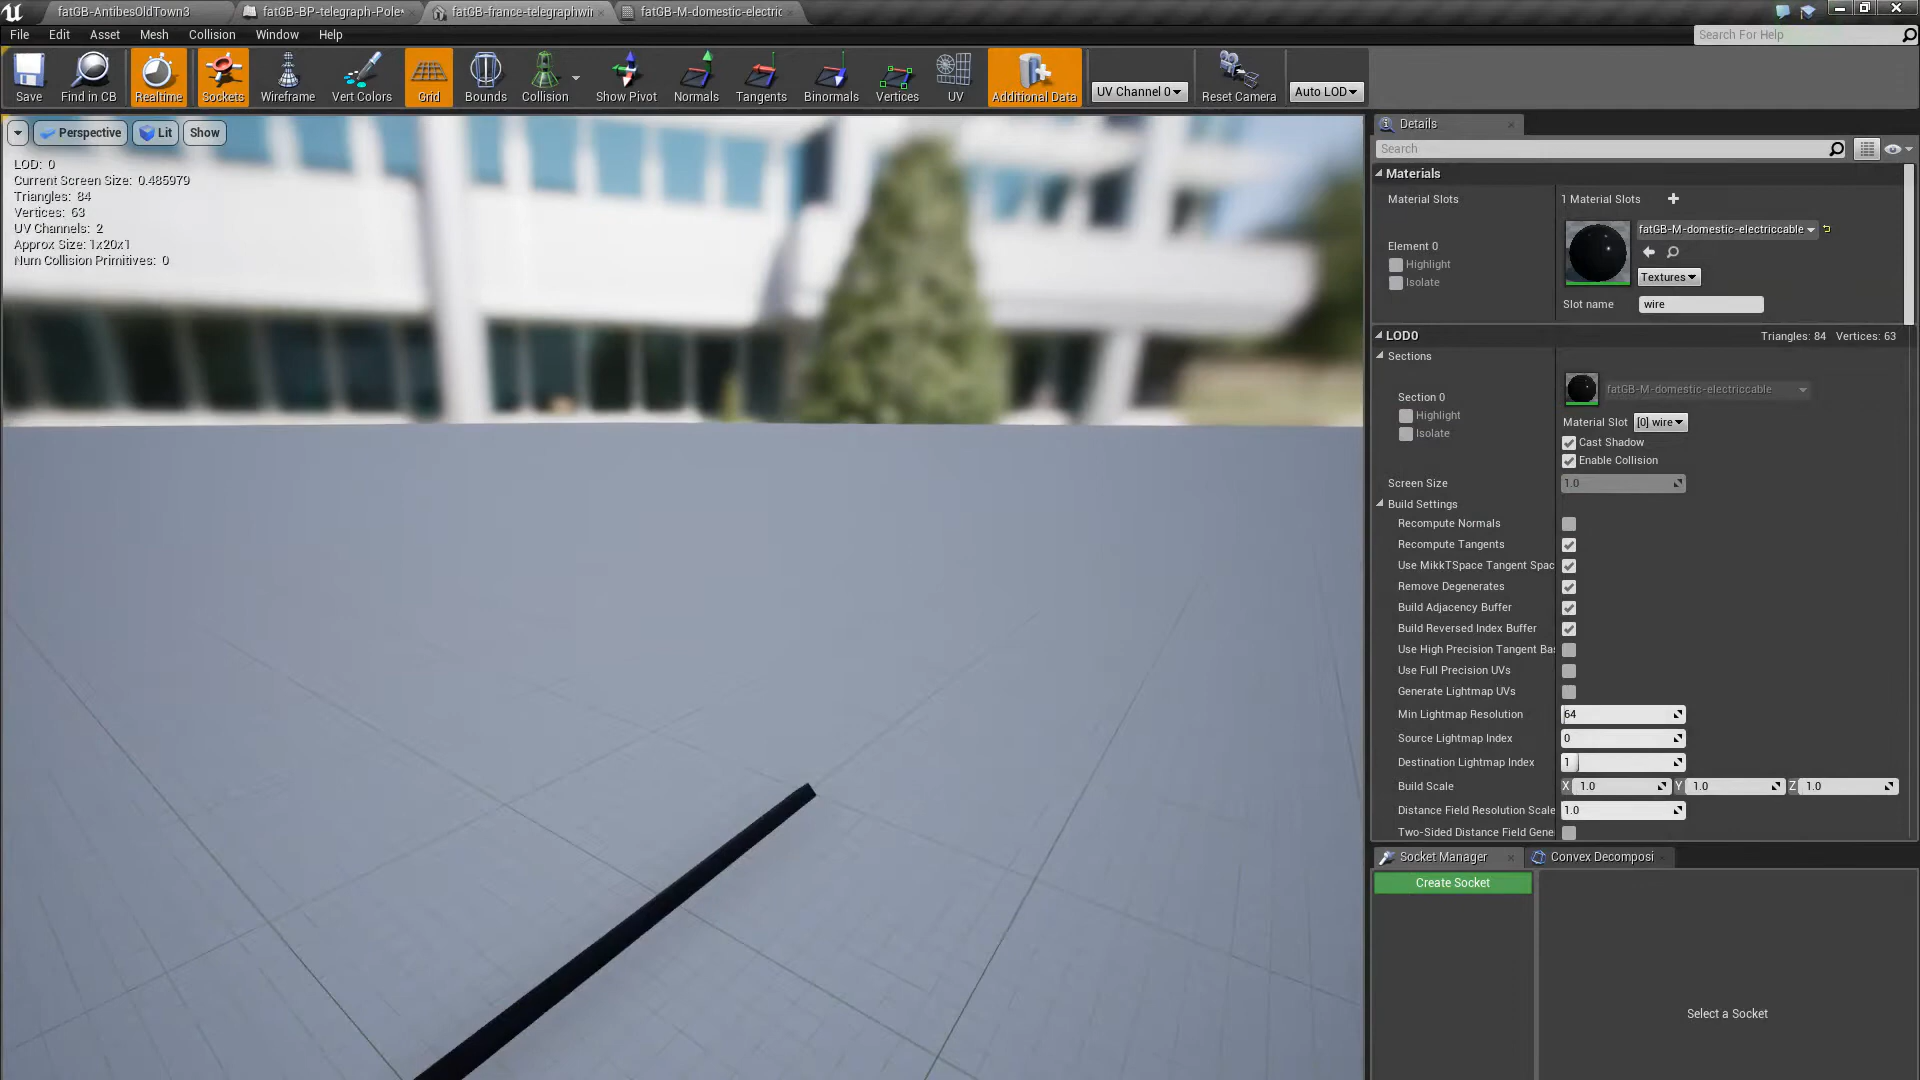 fatGB-AntibesOldTown3
fatGB-BP-telegraph-Pole*
fatGB-france-telegraphwir
fatGB-M-domestic-electric
File Edit Asset Mesh Collision Window Help
Search For Help
Save
Find in CB
Realtime
Sockets
Wireframe
Vert Colors
Grid
Bounds
Collision
Show Pivot
Normals
Tangents
Binormals
Vertices
UV
Additional Data
UV Channel 0
Reset Camera
Auto LOD
Perspective
Lit
Show
LOD: 0
Current Screen Size: 0.485979
Triangles: 84
Vertices: 63
UV Channels: 2
Approx Size: 1x20x1
Num Collision Primitives: 0
Details
Search
Materials
Material Slots
1 Material Slots
Element 0
Highlight
Isolate
fatGB-M-domestic-electriccable
Textures
Slot name
wire
LOD0
Triangles: 84 Vertices: 63
Sections
Section 0
Highlight
Isolate
fatGB-M-domestic-electriccable
Material Slot
[0] wire
Cast Shadow
Enable Collision
Screen Size
1.0
Build Settings
Recompute Normals
Recompute Tangents
Use MikkTSpace Tangent Spac
Remove Degenerates
Build Adjacency Buffer
Build Reversed Index Buffer
Use High Precision Tangent Bas
Use Full Precision UVs
Generate Lightmap UVs
Min Lightmap Resolution
64
Source Lightmap Index
0
Destination Lightmap Index
1
Build Scale
X 1.0 Y 1.0 Z 1.0
Distance Field Resolution Scale
1.0
Two-Sided Distance Field Gene
Socket Manager
Convex Decomposi
Create Socket
Select a Socket